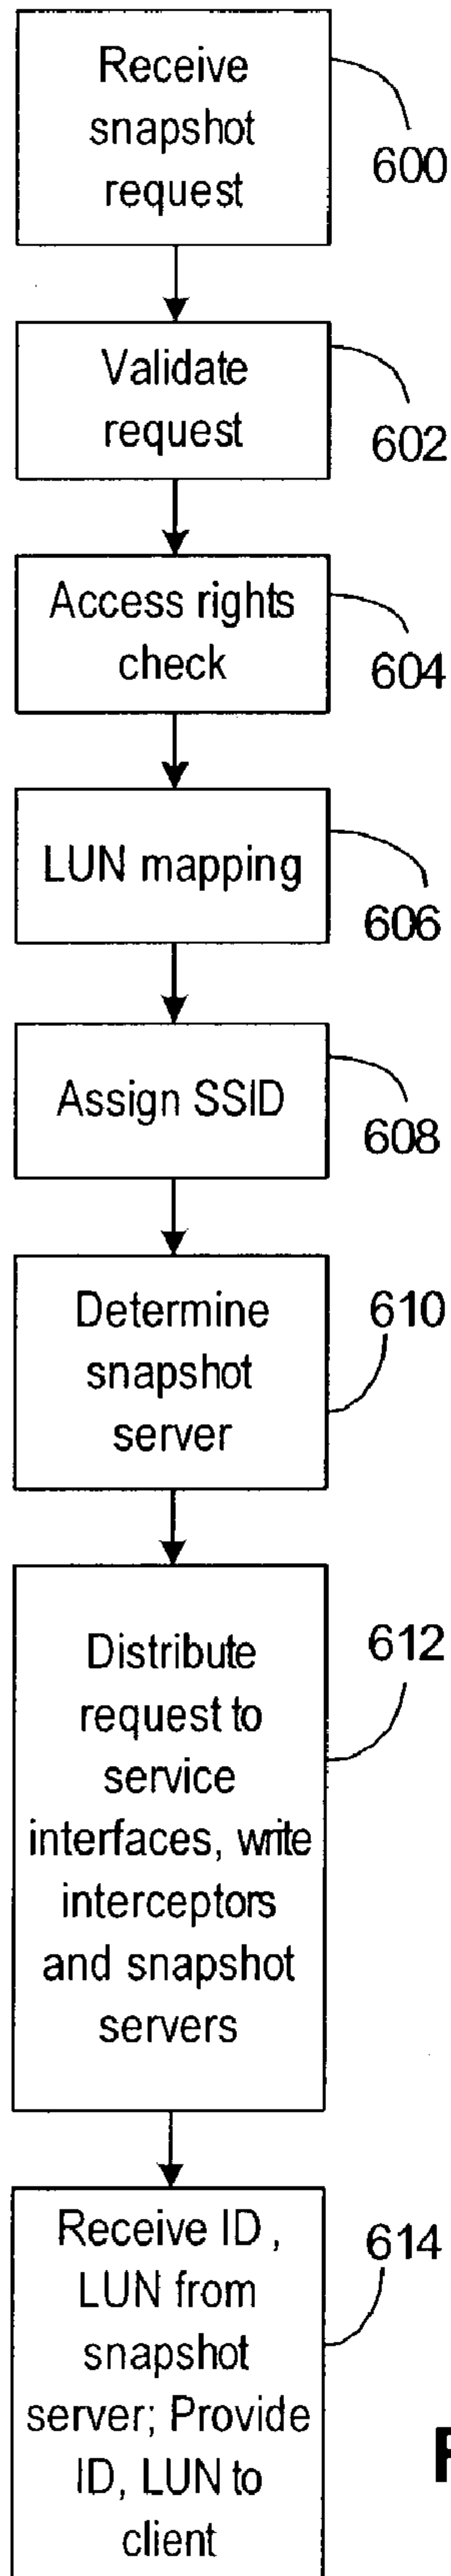 Receive
snapshot
request
600
Validate
request
602
Access rights
check
604
LUN mapping
606
Assign SSID
608
Determine
snapshot
server
610
Distribute
request to
service
interfaces, write
interceptors
and snapshot
servers
612
Receive ID ,
LUN from
snapshot
server; Provide
ID, LUN to
client
614